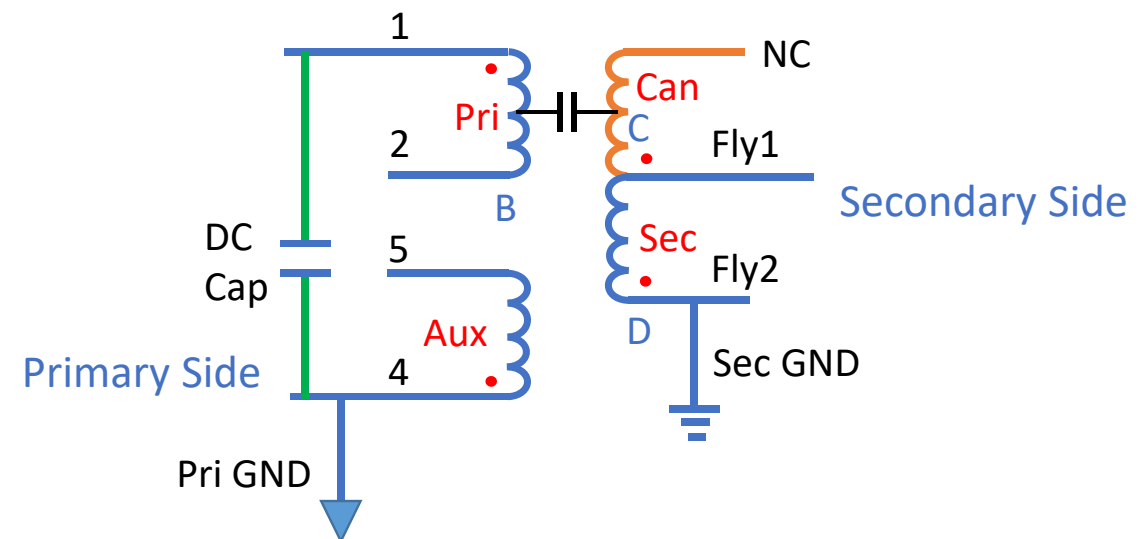 1
NC
Can
Pri
C
2
Fly1
B
Secondary Side
DC
Cap
5
Sec
Fly2
Aux
D
Primary Side
4
Sec GND
Pri GND